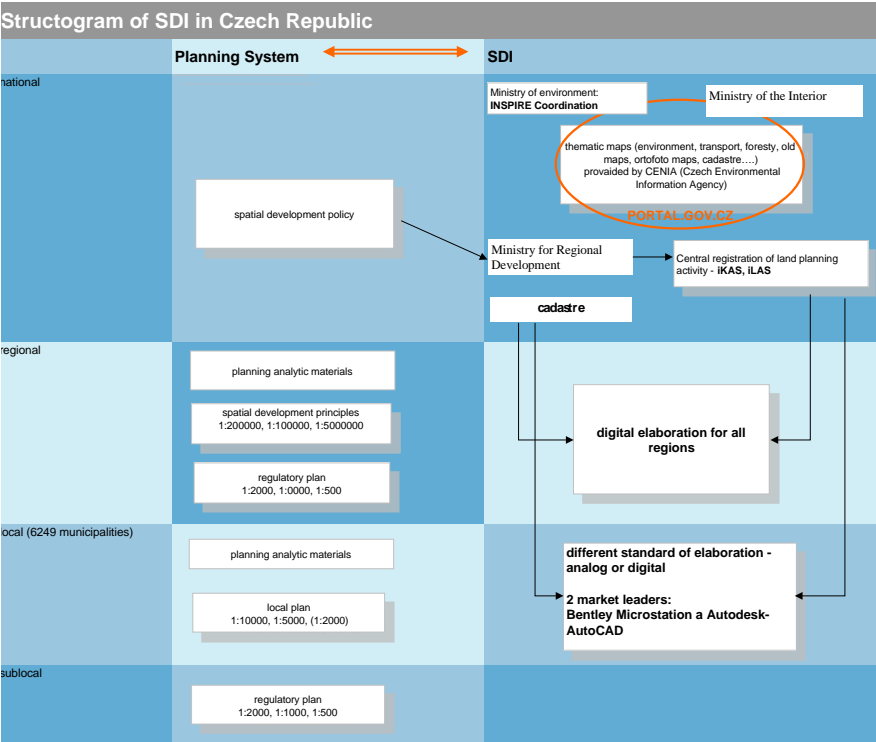 Structogram of SDI in Czech Republic
Planning System
SDI
national
Ministry of environment:
INSPIRE Coordination
Ministry of the Interior
thematic maps (environment, transport, foresty, old
maps, ortofoto maps, cadastre....)
provaided by CENIA (Czech Environmental
Information Agency)
PORTAL.GOV.CZ
spatial development policy
Ministry for Regional
Development
Central registration of land planning
activity - iKAS, iLAS
cadastre
regional
planning analytic materials
spatial development principles
1:200000, 1:100000, 1:5000000
regulatory plan
1:2000, 1:0000, 1:500
digital elaboration for all
regions
local (6249 municipalities)
planning analytic materials
local plan
1:10000, 1:5000, (1:2000)
different standard of elaboration -
analog or digital
2 market leaders:
Bentley Microstation a Autodesk-
AutoCAD
sublocal
regulatory plan
1:2000, 1:1000, 1:500